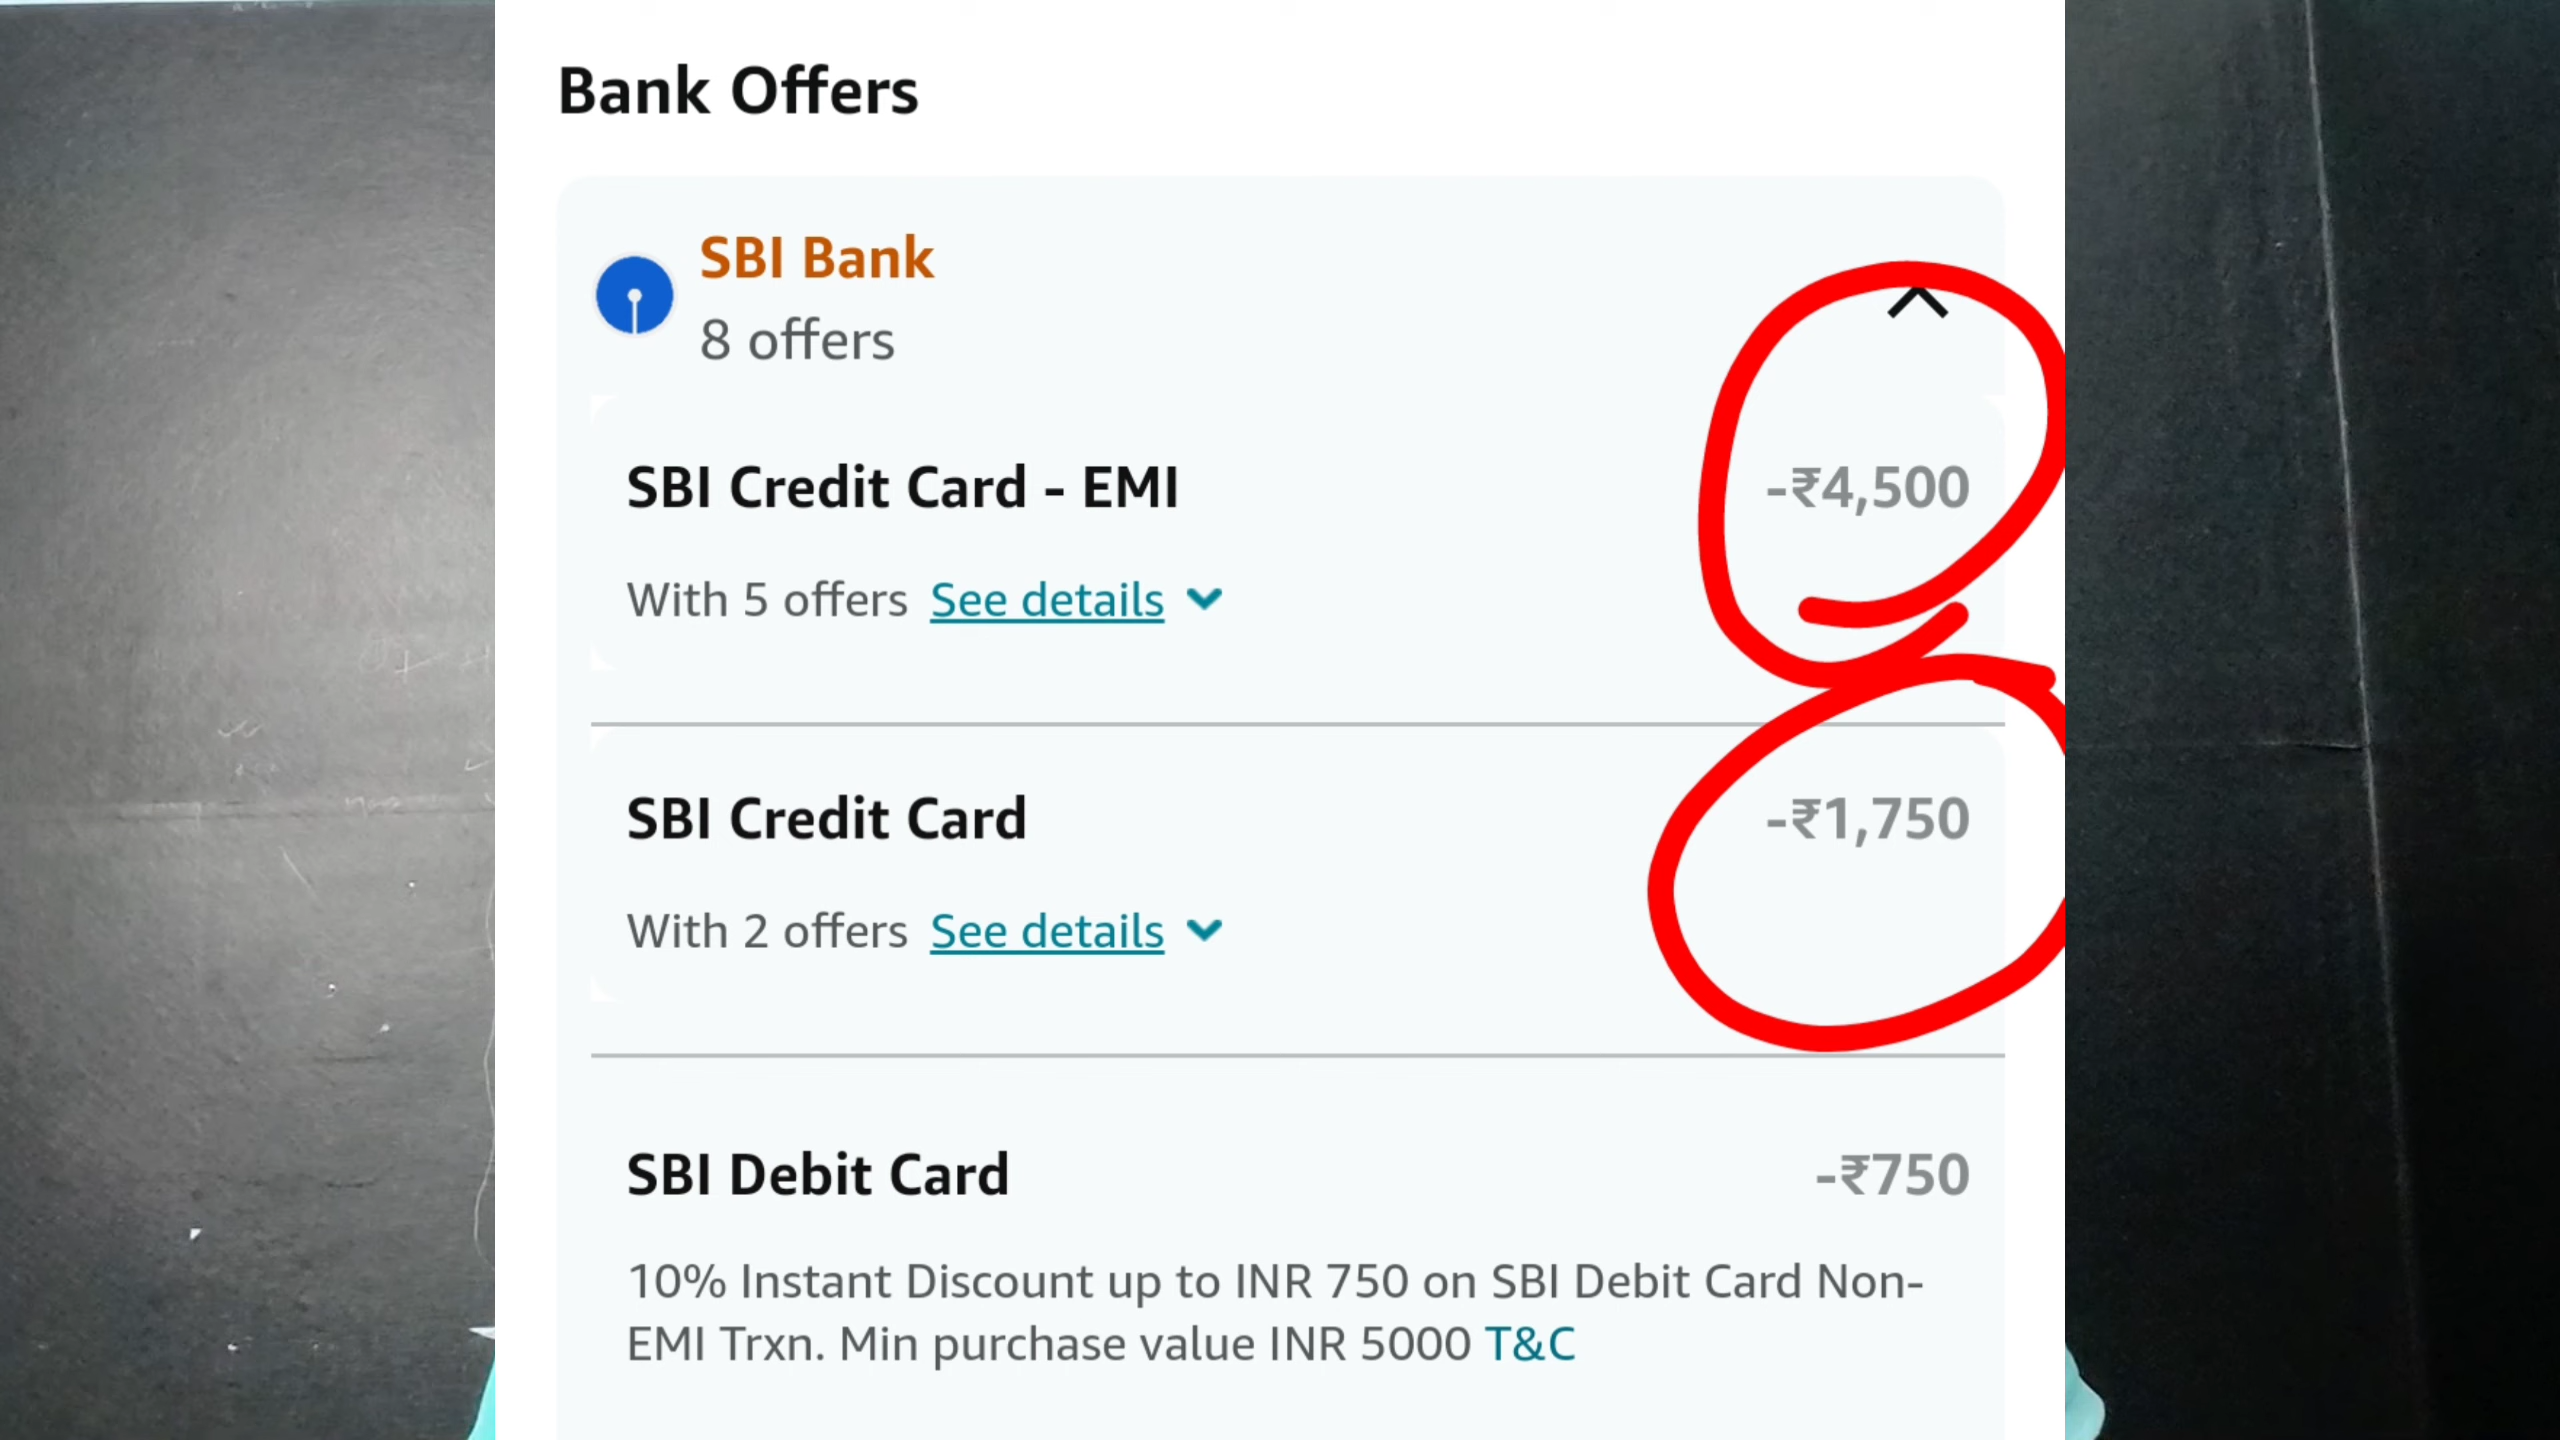 Bank Offers
SBI Bank
8 offers
SBI Credit Card - EMI
-₹4,500
With 5 offers See details
SBI Credit Card
-₹1,750
With 2 offers See details
SBI Debit Card
-₹750
10% Instant Discount up to INR 750 on SBI Debit Card Non-
EMI Trxn. Min purchase value INR 5000 T&C